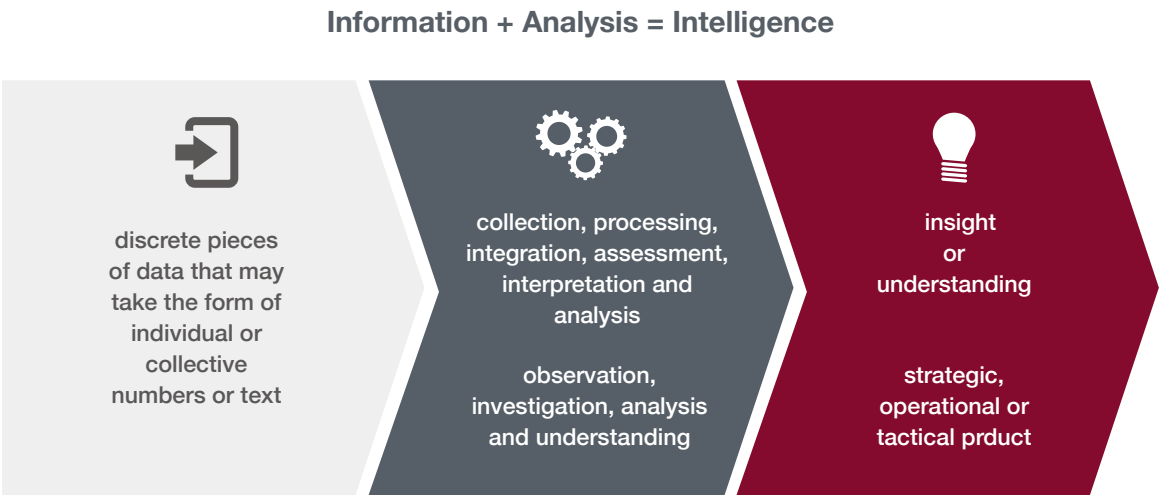 Information + Analysis = Intelligence
discrete pieces
of data that may
take the form of
individual or
collective
numbers or text
collection, processing,
integration, assessment,
interpretation and
analysis
observation,
investigation, analysis
and understanding
insight
or
understanding
strategic,
operational or
tactical prduct